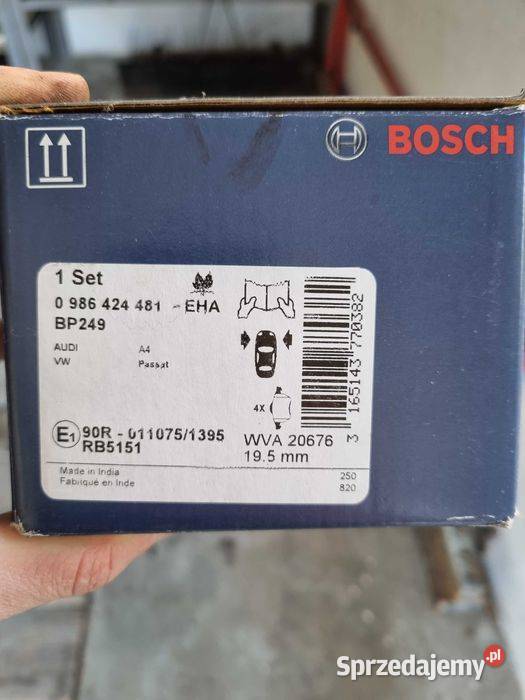 BOSCH
1 Set
0 986 424 481 - EHA
BP249
AUDI A4
VW Passat
4X
3 165143 770382
E1 90R - 011075/1395
RB5151
WVA 20676
19.5 mm
Made in India
Fabriqué en Inde
250
820
Sprzedajemy.pl